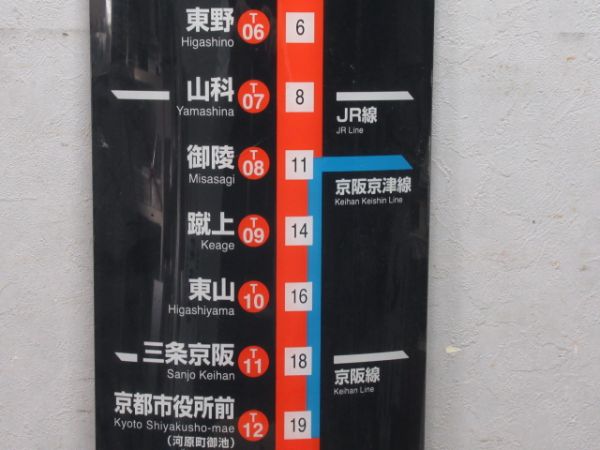 東野 T 06 6
Higashino
山科 T 07 8
Yamashina
JR線
JR Line
御陵 T 08 11
Misasagi
京阪京津線
Keihan Keishin Line
蹴上 T 09 14
Keage
東山 T 10 16
Higashiyama
三条京阪 T 11 18
Sanjo Keihan
京阪線
Keihan Line
京都市役所前 T 12 19
Kyoto Shiyakusho-mae
(河原町御池)